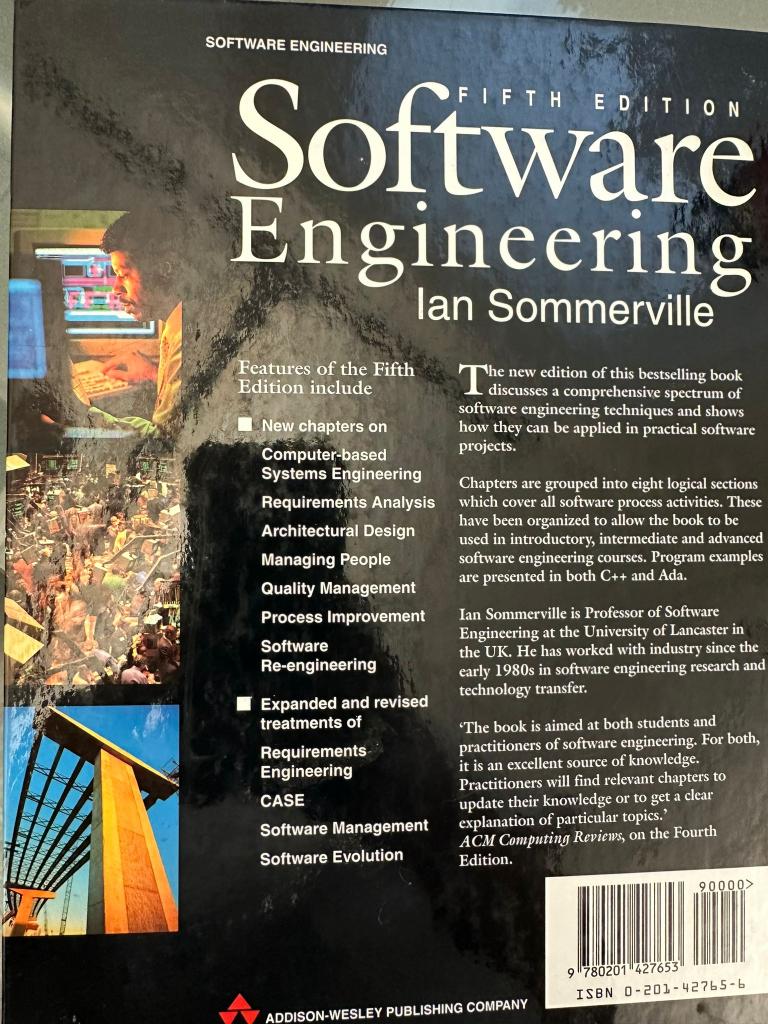 SOFTWARE ENGINEERING
FIFTH EDITION
Software
Engineering
Ian Sommerville
Features of the Fifth
Edition include
New chapters on
Computer-based
Systems Engineering
Requirements Analysis
Architectural Design
Managing People
Quality Management
Process Improvement
Software
Re-engineering
Expanded and revised
treatments of
Requirements
Engineering
CASE
Software Management
Software Evolution
The new edition of this bestselling book
discusses a comprehensive spectrum of
software engineering techniques and shows
how they can be applied in practical software
projects.
Chapters are grouped into eight logical sections
which cover all software process activities. These
have been organized to allow the book to be
used in introductory, intermediate and advanced
software engineering courses. Program examples
are presented in both C++ and Ada.
Ian Sommerville is Professor of Software
Engineering at the University of Lancaster in
the UK. He has worked with industry since the
early 1980s in software engineering research and
technology transfer.
'The book is aimed at both students and
practitioners of software engineering. For both,
it is an excellent source of knowledge.
Practitioners will find relevant chapters to
update their knowledge or to get a clear
explanation of particular topics.'
ACM Computing Reviews, on the Fourth
Edition.
90000>
9 780201 427653
ISBN 0-201-42765-6
ADDISON-WESLEY PUBLISHING COMPANY